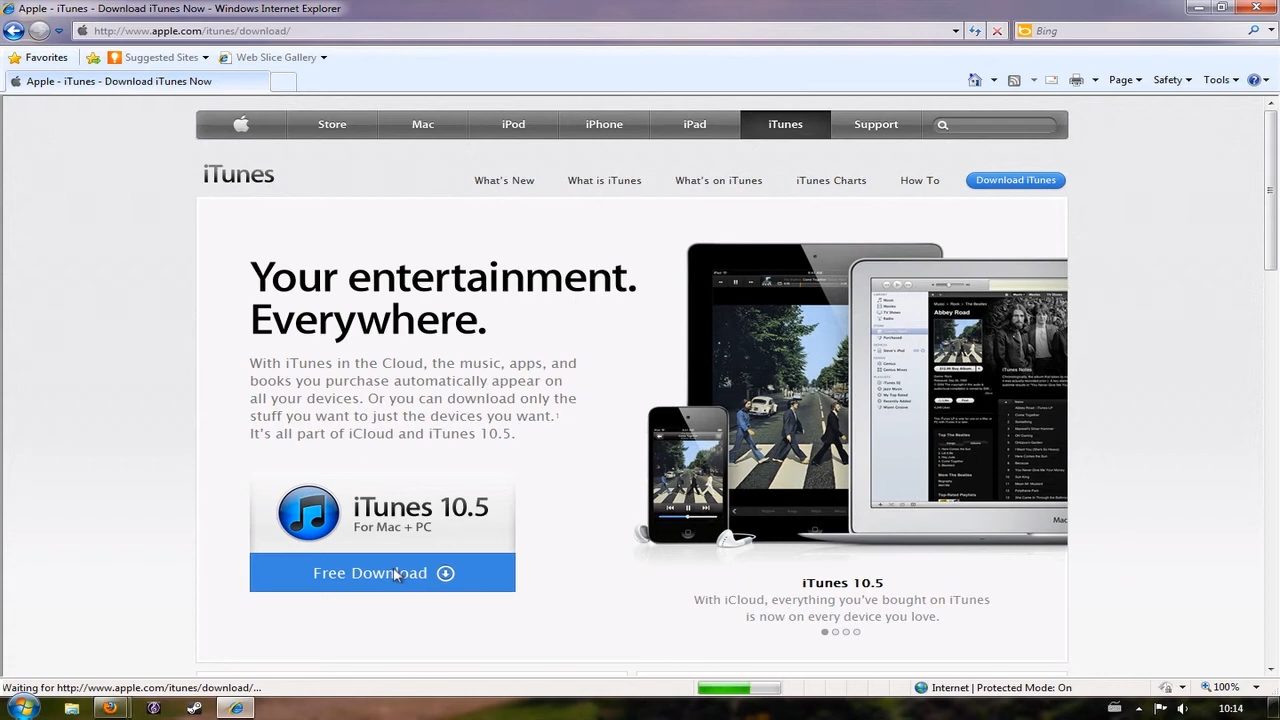 Apple - iTunes - Download iTunes Now - Windows Internet Explorer
http://www.apple.com/itunes/download/
Bing
Favorites
Suggested Sites
Web Slice Gallery
Apple - iTunes - Download iTunes Now
Page
Safety
Tools
Store
Mac
iPod
iPhone
iPad
iTunes
Support
iTunes
What's New
What is iTunes
What's on iTunes
iTunes Charts
How To
Download iTunes
Your entertainment.
Everywhere.
With iTunes in the Cloud, the music, apps, and
books you purchase automatically appear on
devices. Or you can download only the
stuff you want to just the devices you want.¹
It's all part of iCloud and iTunes 10.5.
iTunes 10.5
For Mac + PC
Free Download
Abbey Road
Mac
iTunes 10.5
With iCloud, everything you've bought on iTunes
is now on every device you love.
Waiting for http://www.apple.com/itunes/download/...
Internet | Protected Mode: On
100%
10:14